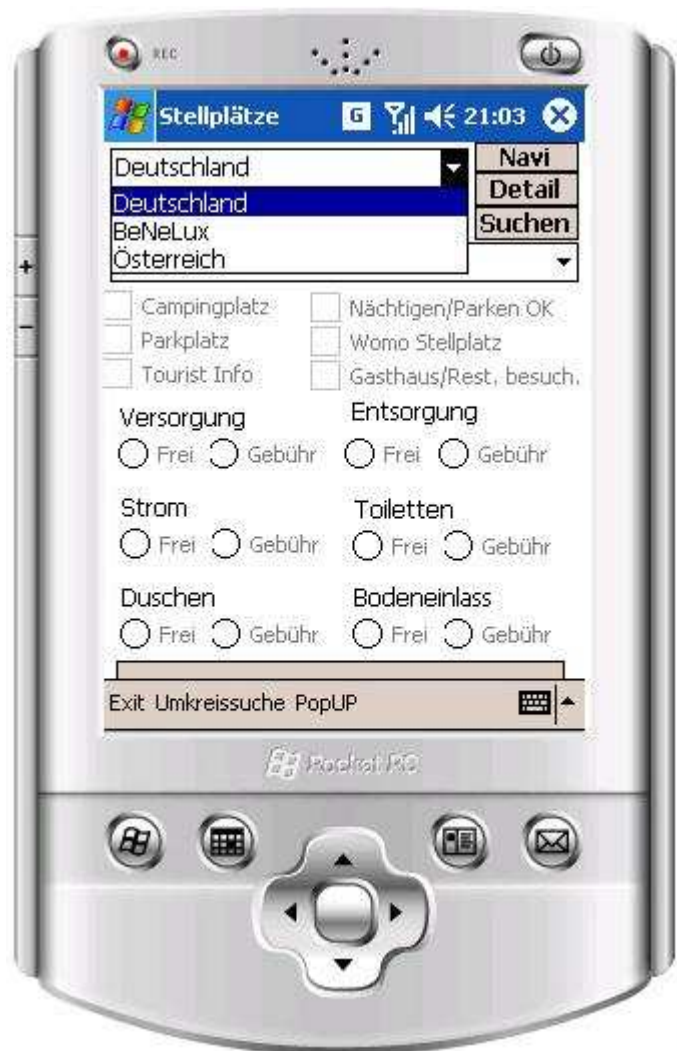 REC
Stellplätze G 21:03
Deutschland
Navi
Detail
Suchen
Deutschland
BeNeLux
Österreich
Campingplatz Nächtigen/Parken OK
Parkplatz Womo Stellplatz
Tourist Info Gasthaus/Rest. besuch.
Versorgung Entsorgung
Frei Gebühr Frei Gebühr
Strom Toiletten
Frei Gebühr Frei Gebühr
Duschen Bodeneinlass
Frei Gebühr Frei Gebühr
Exit Umkreissuche PopUP
Pocket PC